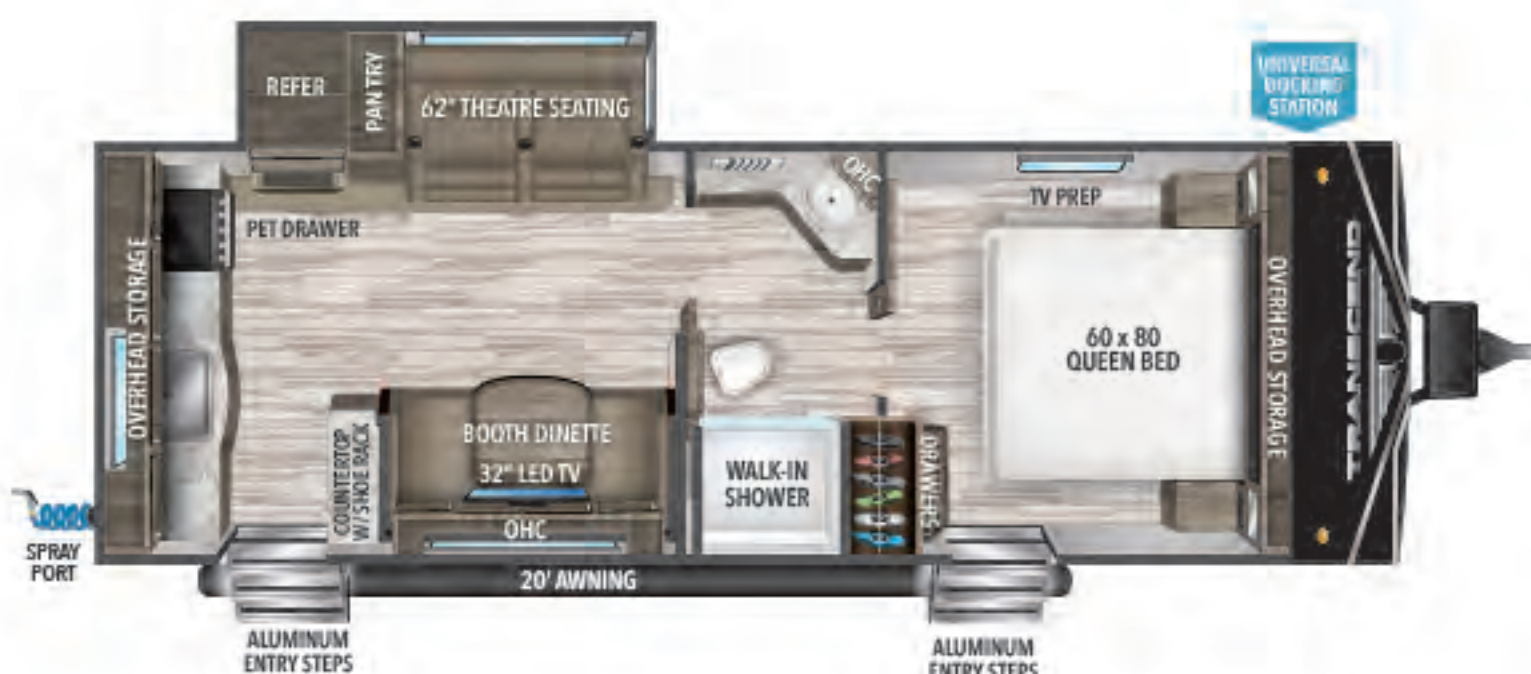 UNIVERSAL
DOCKING
STATION
REFER
PANTRY
62" THEATRE SEATING
OHC
TV PREP
PET DRAWER
OVERHEAD STORAGE
60 x 80
QUEEN BED
OVERHEAD STORAGE
TRANSCEND
BOOTH DINETTE
32" LED TV
COUNTERTOP
W/ SHOE RACK
OHC
WALK-IN
SHOWER
DRAWERS
SPRAY
PORT
20' AWNING
ALUMINUM
ENTRY STEPS
ALUMINUM
ENTRY STEPS